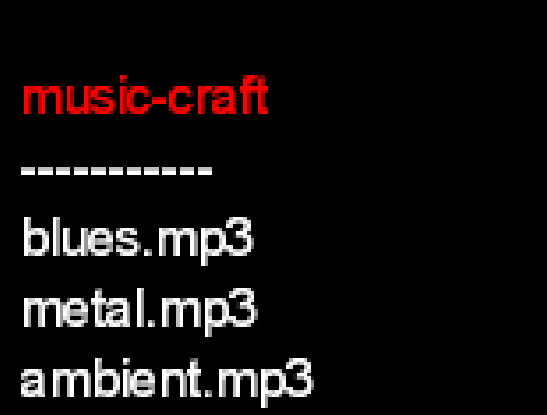 music-craft
-----------
blues.mp3
metal.mp3
ambient.mp3